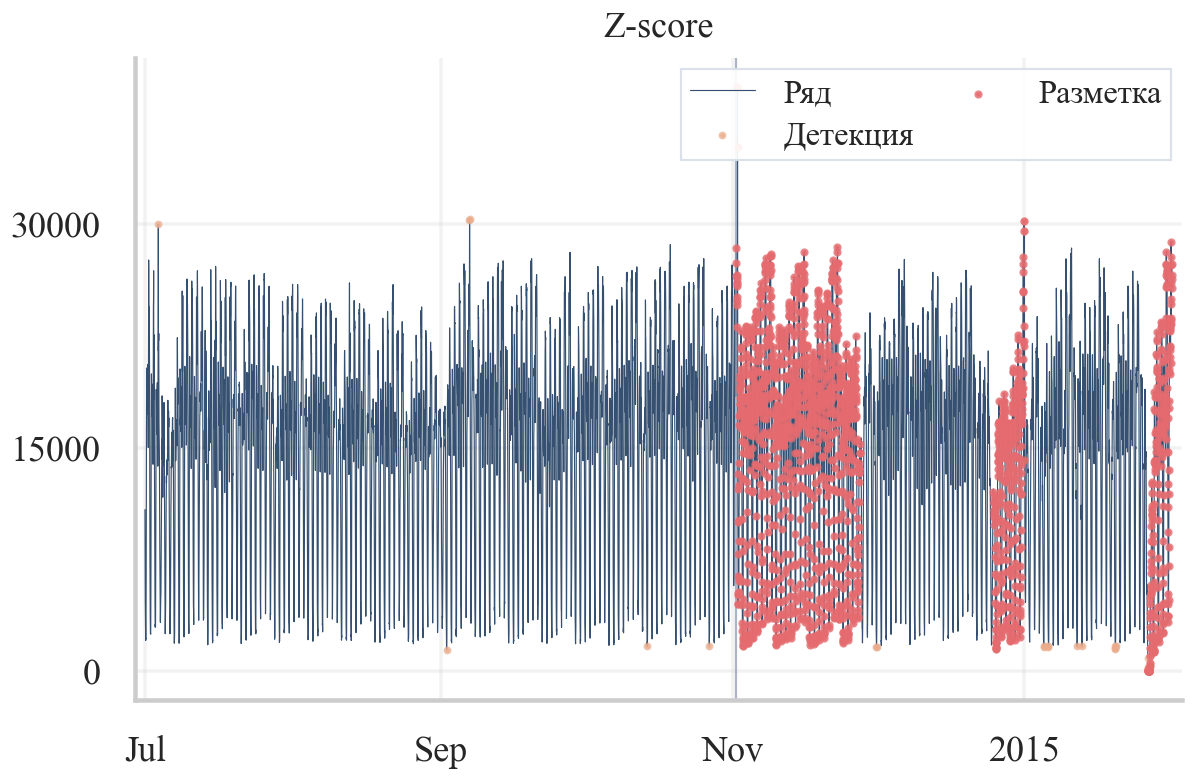 Z-score
Ряд
Разметка
Детекция
30000
15000
0
Jul
Sep
Nov
2015